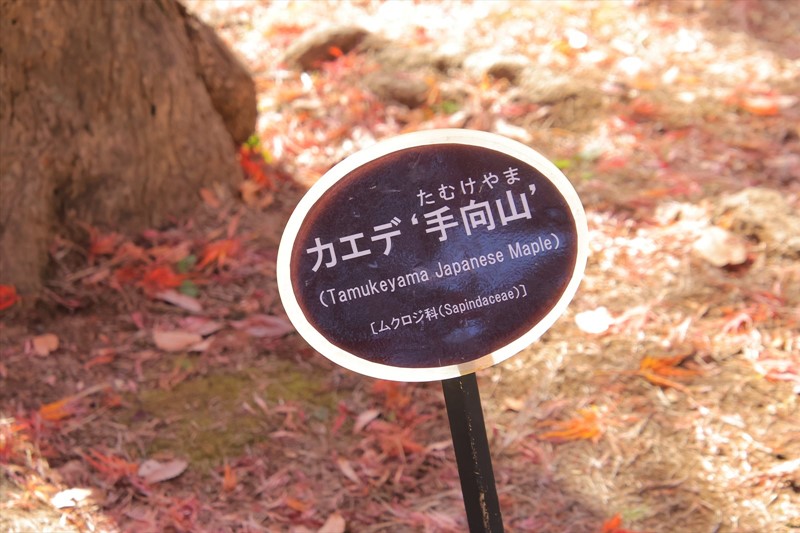 たむけやま
カエデ‘手向山’
(Tamukeyama Japanese Maple)
[ムクロジ科(Sapindaceae)]